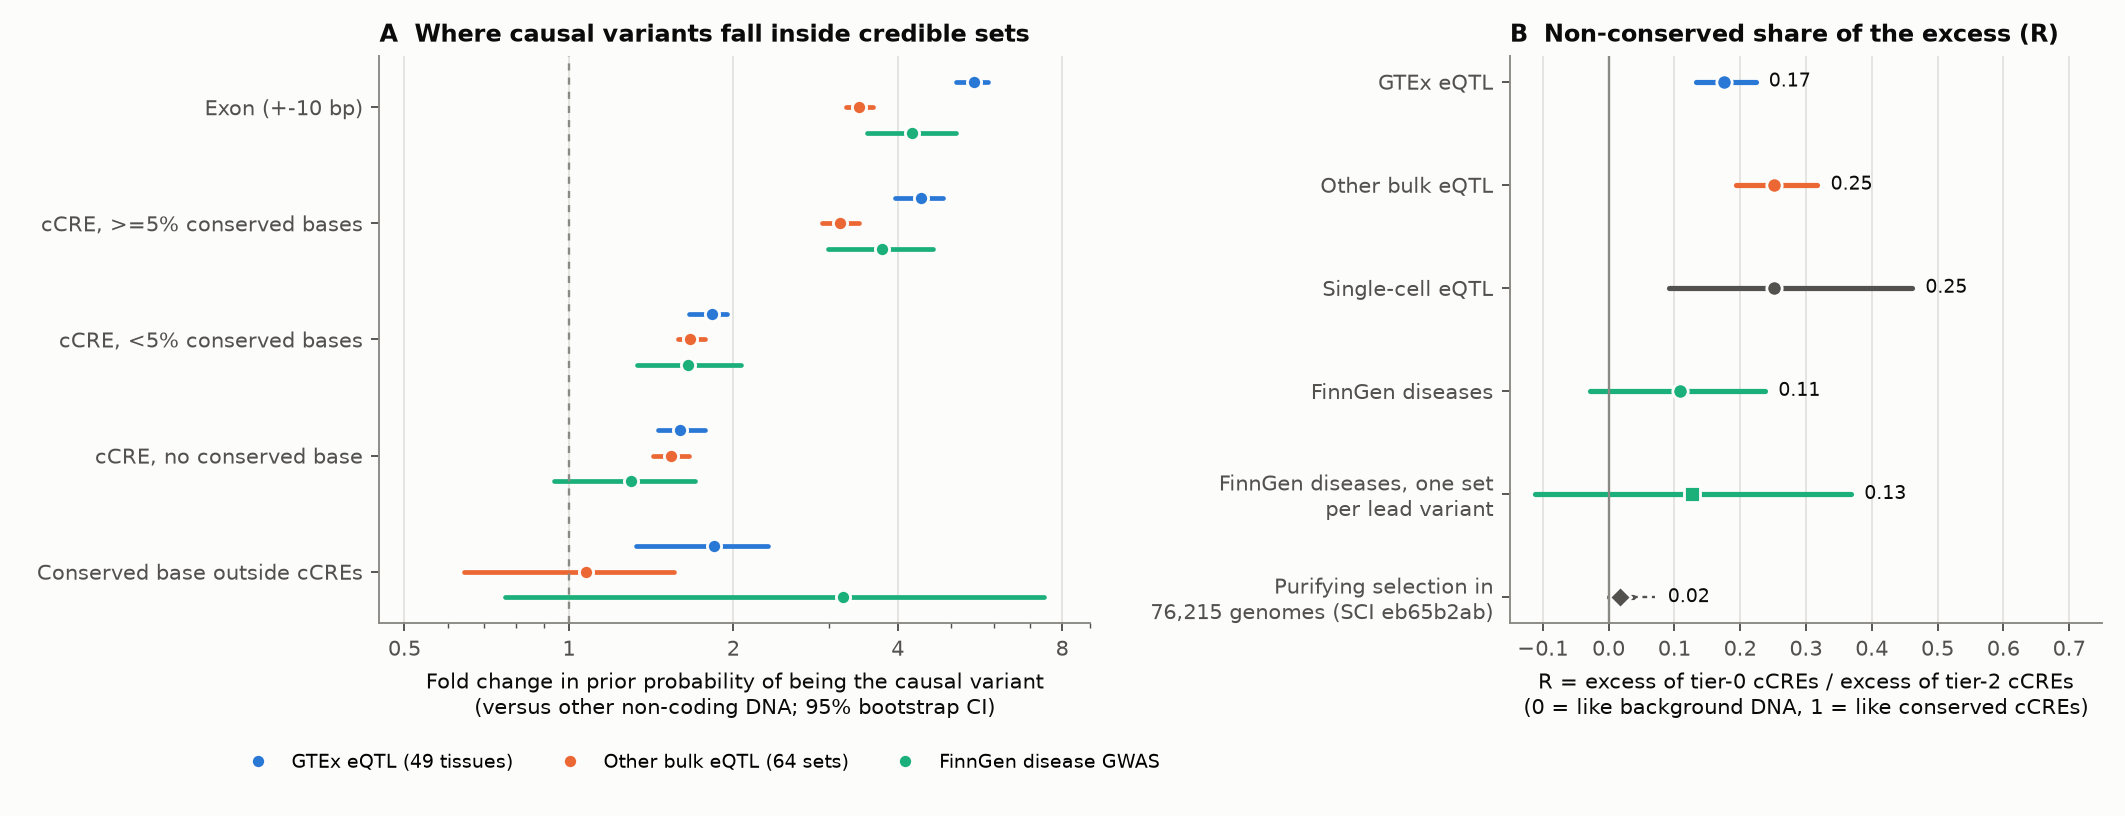 A  Where causal variants fall inside credible sets
Exon (+-10 bp)
cCRE, >=5% conserved bases
cCRE, <5% conserved bases
cCRE, no conserved base
Conserved base outside cCREs
0.5 1 2 4 8
Fold change in prior probability of being the causal variant
(versus other non-coding DNA; 95% bootstrap CI)
GTEx eQTL (49 tissues) Other bulk eQTL (64 sets) FinnGen disease GWAS
B  Non-conserved share of the excess (R)
GTEx eQTL 0.17
Other bulk eQTL 0.25
Single-cell eQTL 0.25
FinnGen diseases 0.11
FinnGen diseases, one set
per lead variant 0.13
Purifying selection in
76,215 genomes (SCI eb65b2ab) 0.02
−0.1 0.0 0.1 0.2 0.3 0.4 0.5 0.6 0.7
R = excess of tier-0 cCREs / excess of tier-2 cCREs
(0 = like background DNA, 1 = like conserved cCREs)